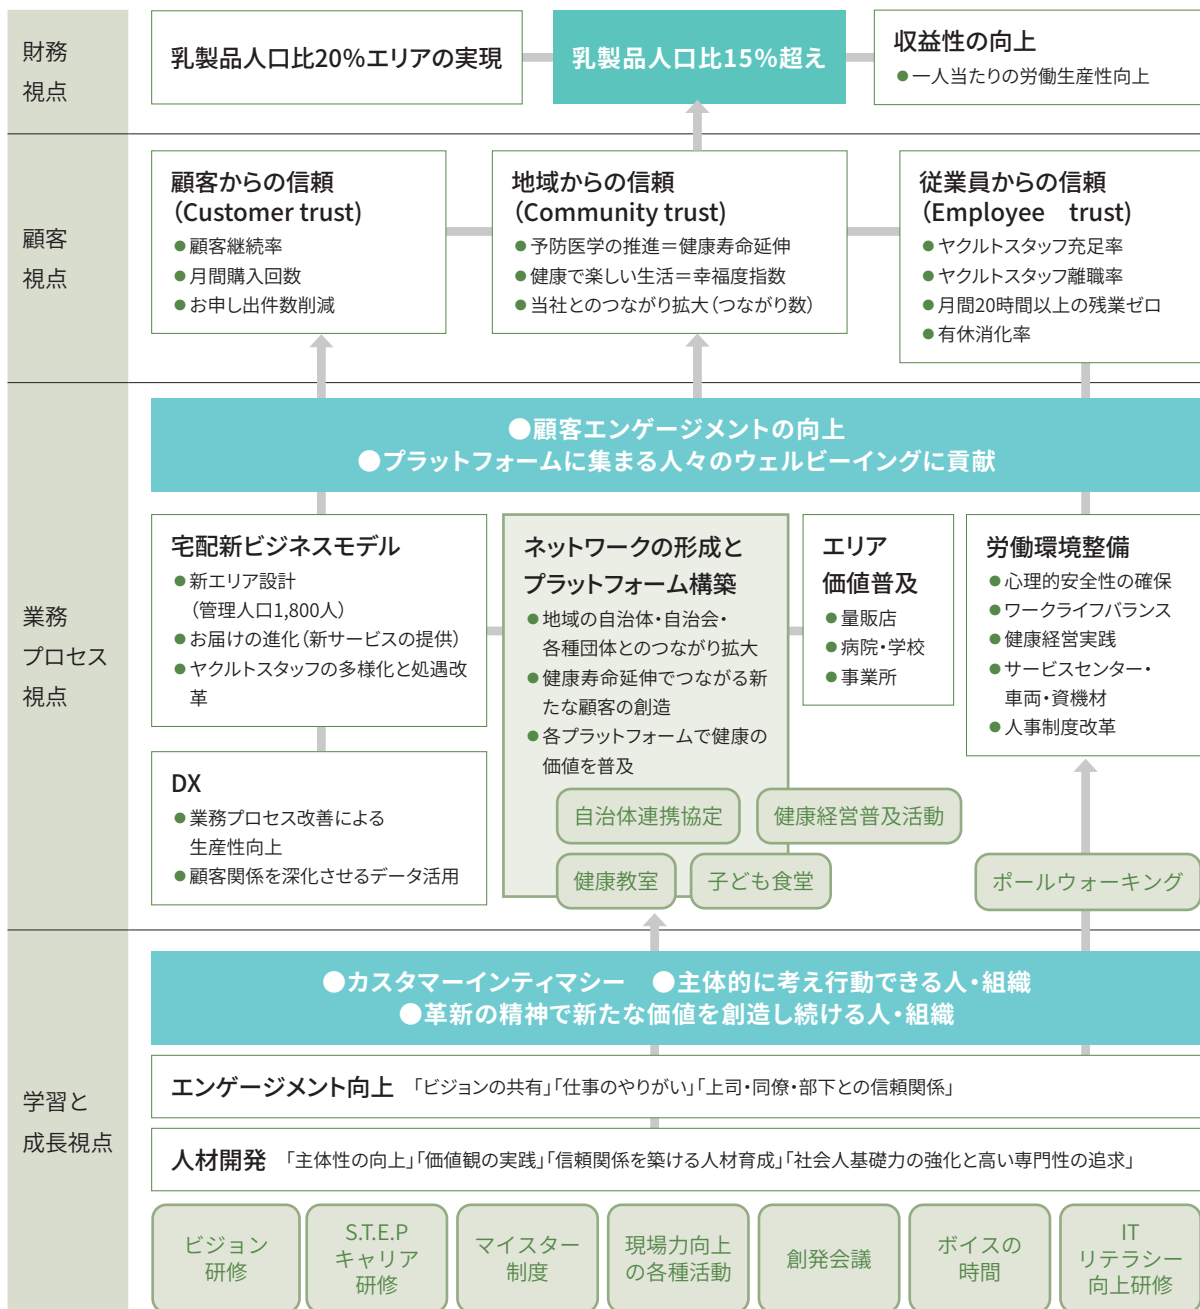 財務
視点
乳製品人口比20%エリアの実現
乳製品人口比15%超え
収益性の向上
●一人当たりの労働生産性向上
顧客
視点
顧客からの信頼
(Customer trust)
●顧客継続率
●月間購入回数
●お申し出件数削減
地域からの信頼
(Community trust)
●予防医学の推進=健康寿命延伸
●健康で楽しい生活=幸福度指数
●当社とのつながり拡大(つながり数)
従業員からの信頼
(Employee trust)
●ヤクルトスタッフ充足率
●ヤクルトスタッフ離職率
●月間20時間以上の残業ゼロ
●有休消化率
業務
プロセス
視点
●顧客エンゲージメントの向上
●プラットフォームに集まる人々のウェルビーイングに貢献
宅配新ビジネスモデル
●新エリア設計
(管理人口1,800人)
●お届けの進化(新サービスの提供)
●ヤクルトスタッフの多様化と処遇改
革
DX
●業務プロセス改善による
生産性向上
●顧客関係を深化させるデータ活用
ネットワークの形成と
プラットフォーム構築
●地域の自治体・自治会・
各種団体とのつながり拡大
●健康寿命延伸でつながる新
たな顧客の創造
●各プラットフォームで健康の
価値を普及
エリア
価値普及
●量販店
●病院・学校
●事業所
労働環境整備
●心理的安全性の確保
●ワークライフバランス
●健康経営実践
●サービスセンター・
車両・資機材
●人事制度改革
自治体連携協定
健康経営普及活動
健康教室
子ども食堂
ポールウォーキング
学習と
成長視点
●カスタマーインティマシー ●主体的に考え行動できる人・組織
●革新の精神で新たな価値を創造し続ける人・組織
エンゲージメント向上 「ビジョンの共有」「仕事のやりがい」「上司・同僚・部下との信頼関係」
人材開発 「主体性の向上」「価値観の実践」「信頼関係を築ける人材育成」「社会人基礎力の強化と高い専門性の追求」
ビジョン
研修
S.T.E.P
キャリア
研修
マイスター
制度
現場力向上
の各種活動
創発会議
ボイスの
時間
IT
リテラシー
向上研修